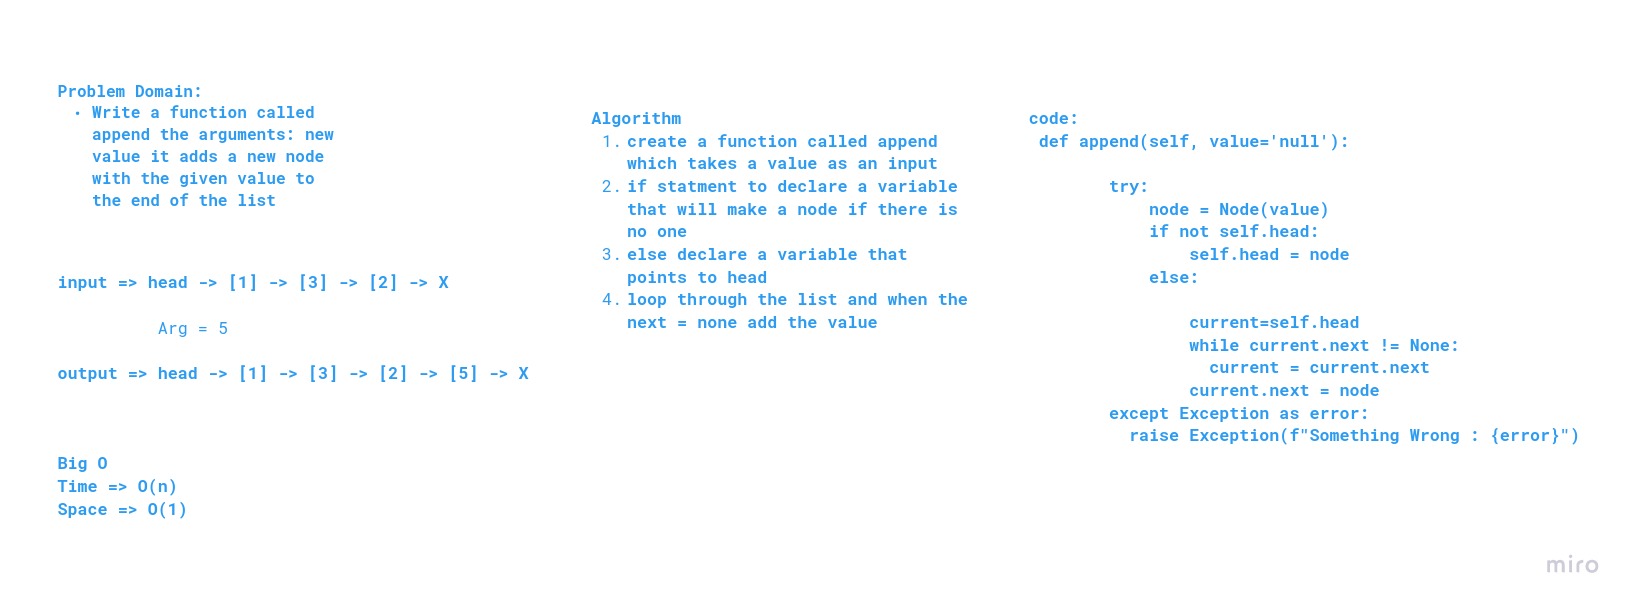 Problem Domain:
• Write a function called
append the arguments: new
value it adds a new node
with the given value to
the end of the list
input => head -> [1] -> [3] -> [2] -> X
Arg = 5
output => head -> [1] -> [3] -> [2] -> [5] -> X
Big O
Time => O(n)
Space => O(1)
Algorithm
1. create a function called append
which takes a value as an input
2. if statment to declare a variable
that will make a node if there is
no one
3. else declare a variable that
points to head
4. loop through the list and when the
next = none add the value
code:
def append(self, value='null'):
try:
node = Node(value)
if not self.head:
self.head = node
else:
current=self.head
while current.next != None:
current = current.next
current.next = node
except Exception as error:
raise Exception(f"Something Wrong : {error}")
miro